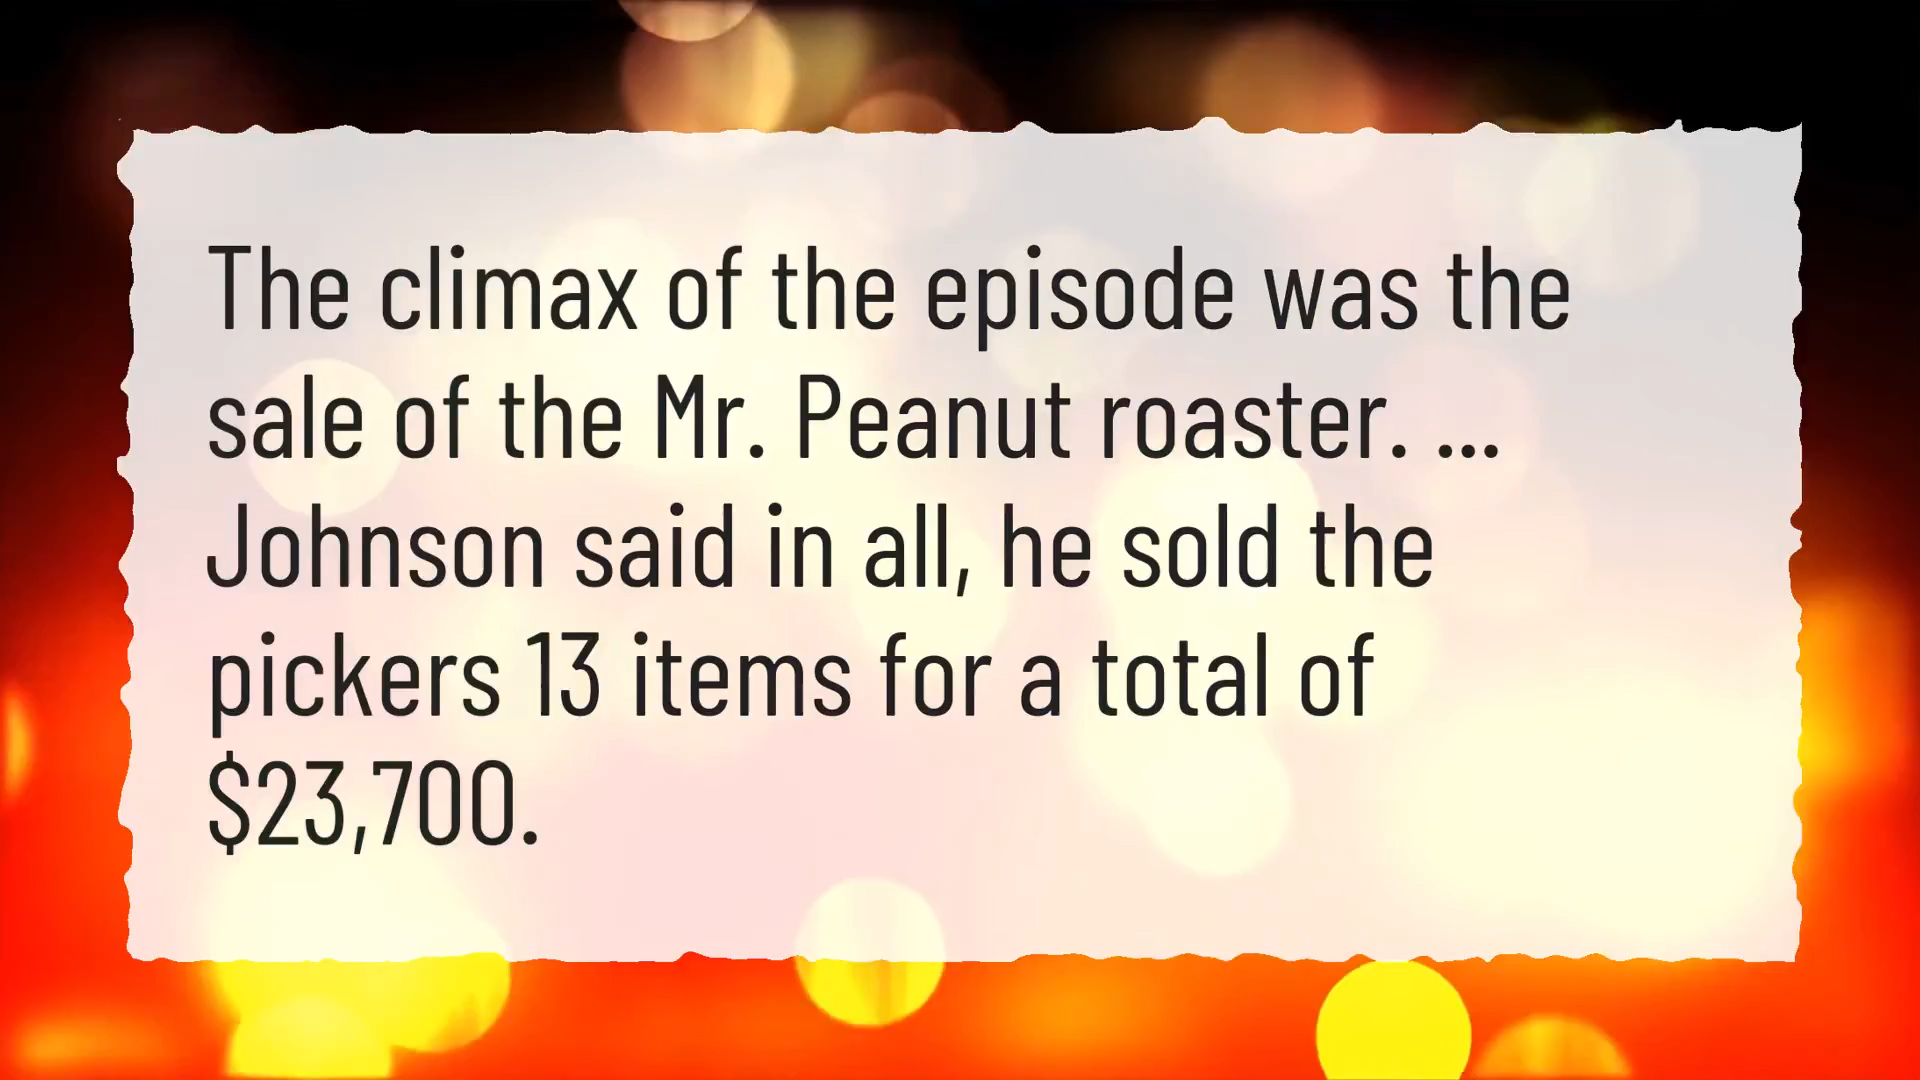 The climax of the episode was the
sale of the Mr. Peanut roaster. ...
Johnson said in all, he sold the
pickers 13 items for a total of
$23,700.